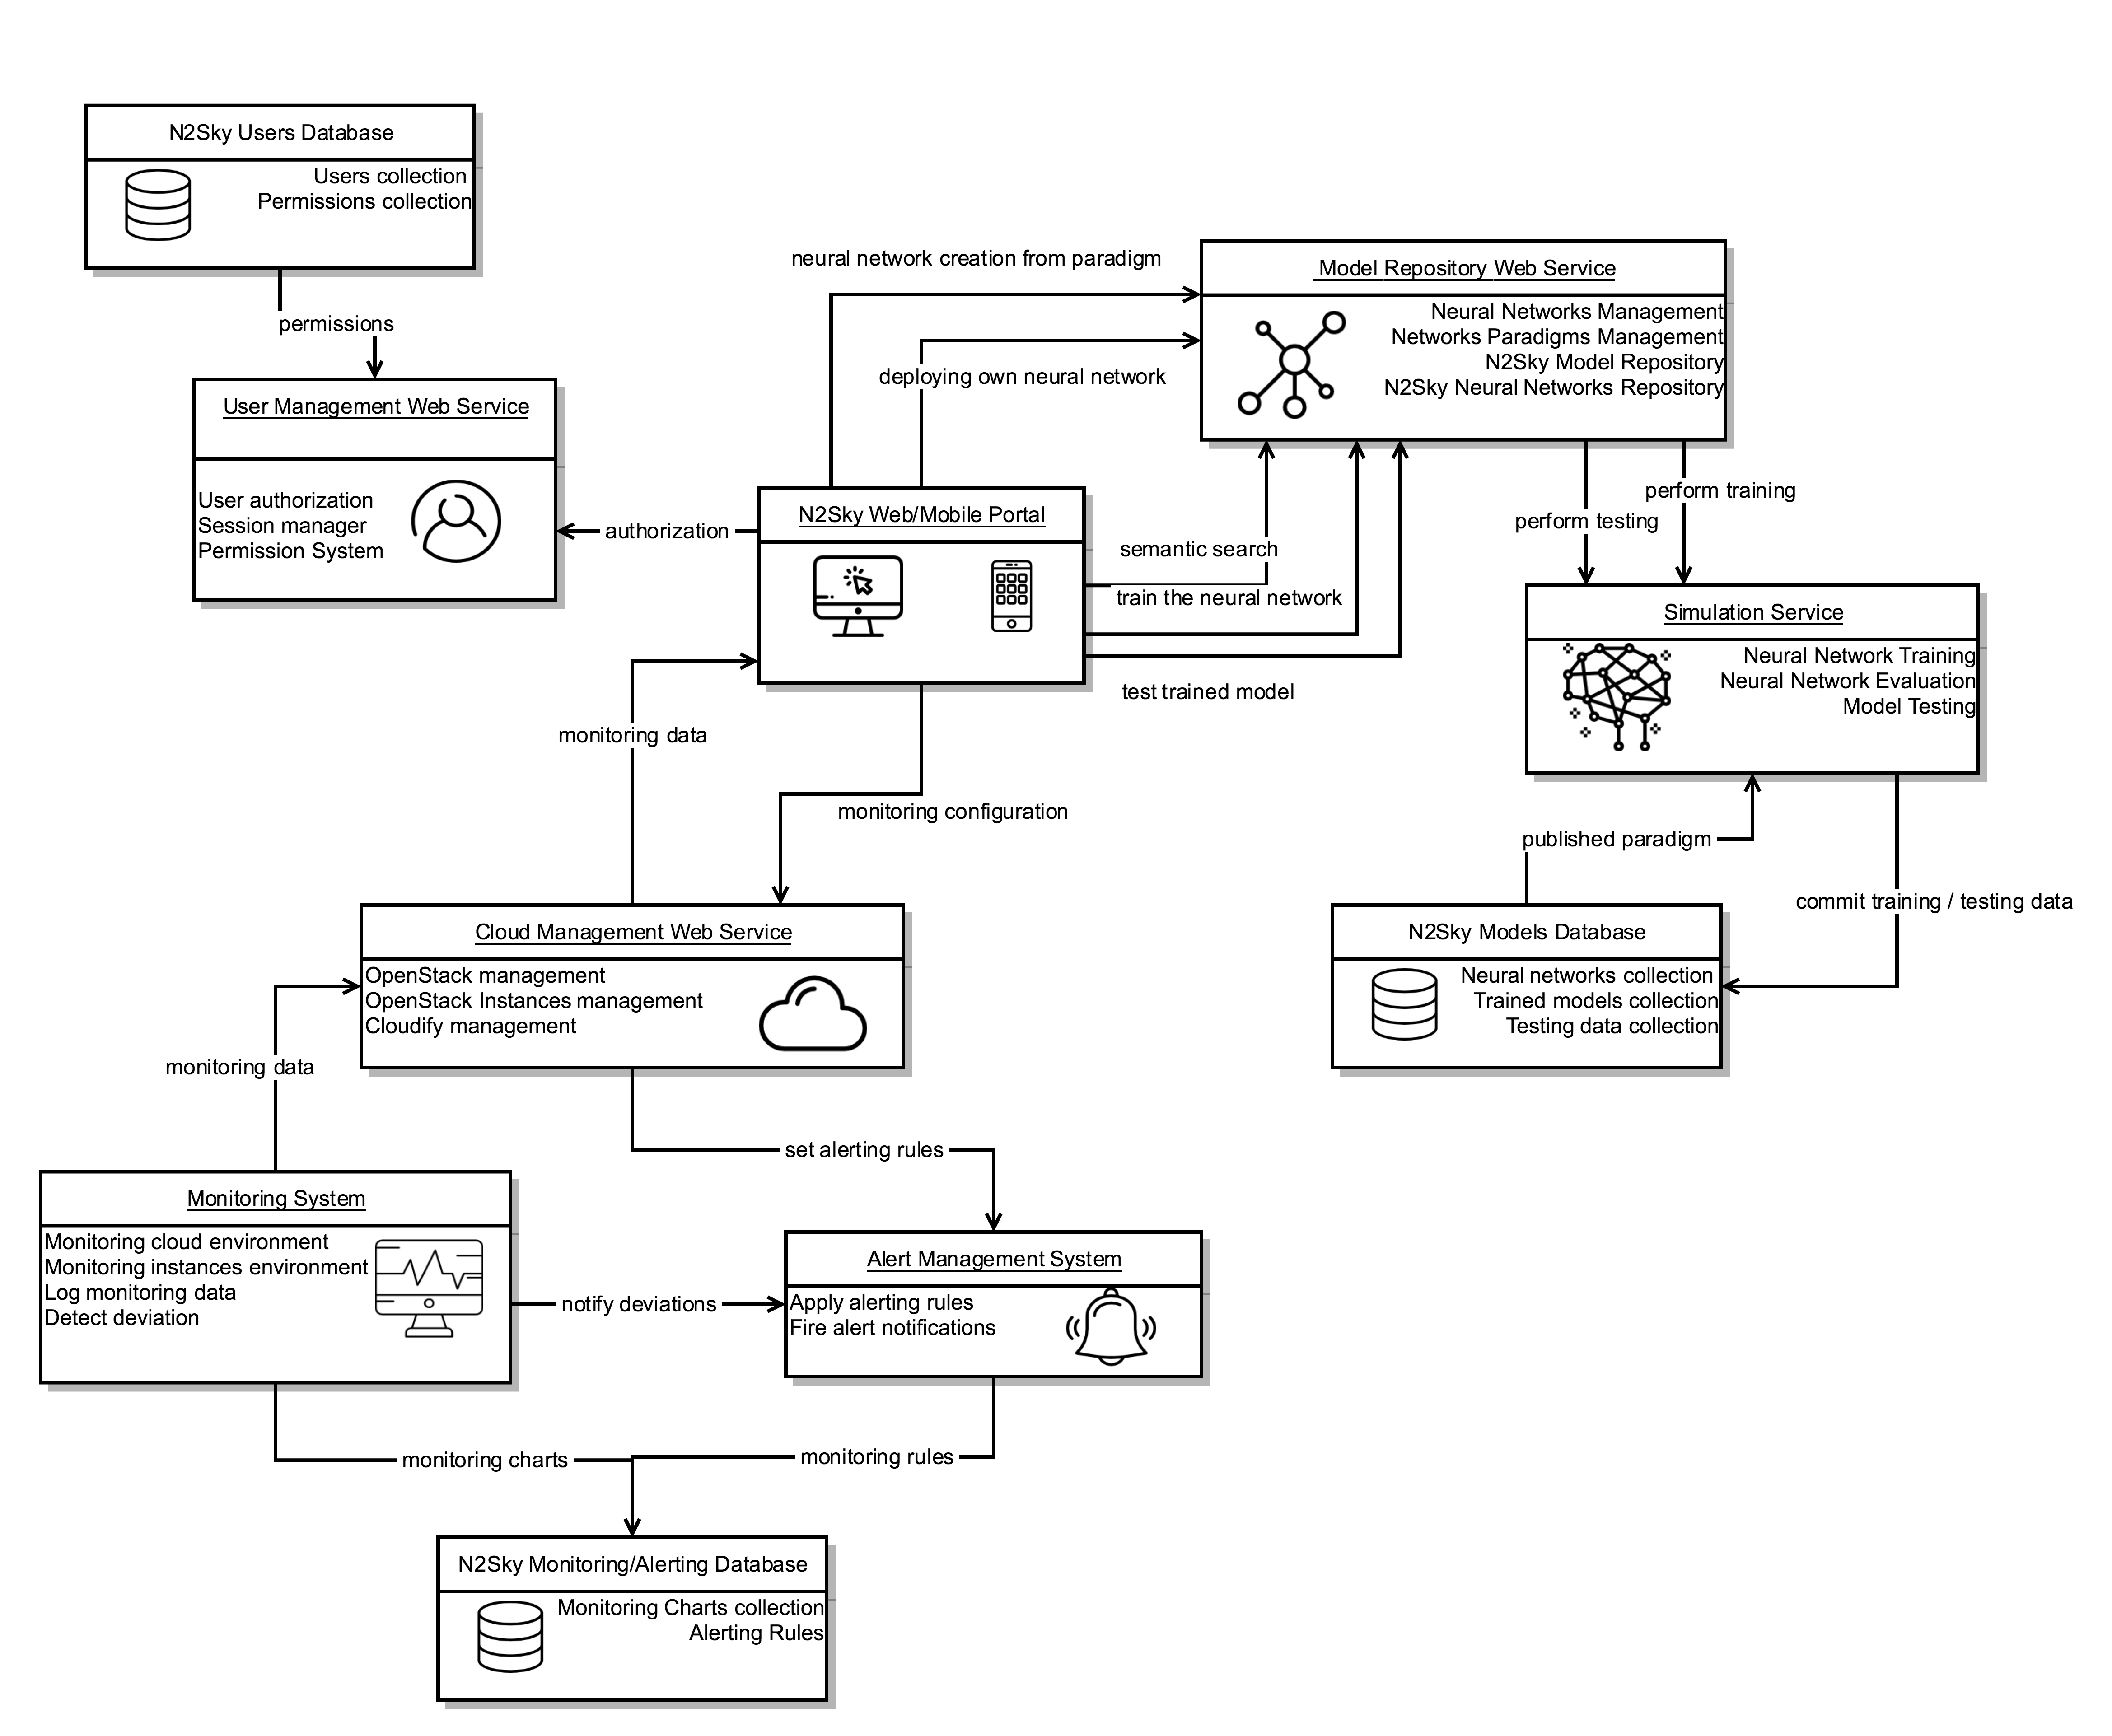 N2Sky Users Database
Users collection
Permissions collection
permissions
User Management Web Service
User authorization
Session manager
Permission System
authorization
neural network creation from paradigm
deploying own neural network
Model Repository Web Service
Neural Networks Management
Networks Paradigms Management
N2Sky Model Repository
N2Sky Neural Networks Repository
N2Sky Web/Mobile Portal
semantic search
train the neural network
test trained model
perform training
perform testing
Simulation Service
Neural Network Training
Neural Network Evaluation
Model Testing
monitoring data
monitoring configuration
published paradigm
commit training / testing data
Cloud Management Web Service
OpenStack management
OpenStack Instances management
Cloudify management
N2Sky Models Database
Neural networks collection
Trained models collection
Testing data collection
monitoring data
set alerting rules
Monitoring System
Monitoring cloud environment
Monitoring instances environment
Log monitoring data
Detect deviation
notify deviations
Alert Management System
Apply alerting rules
Fire alert notifications
monitoring charts
monitoring rules
N2Sky Monitoring/Alerting Database
Monitoring Charts collection
Alerting Rules